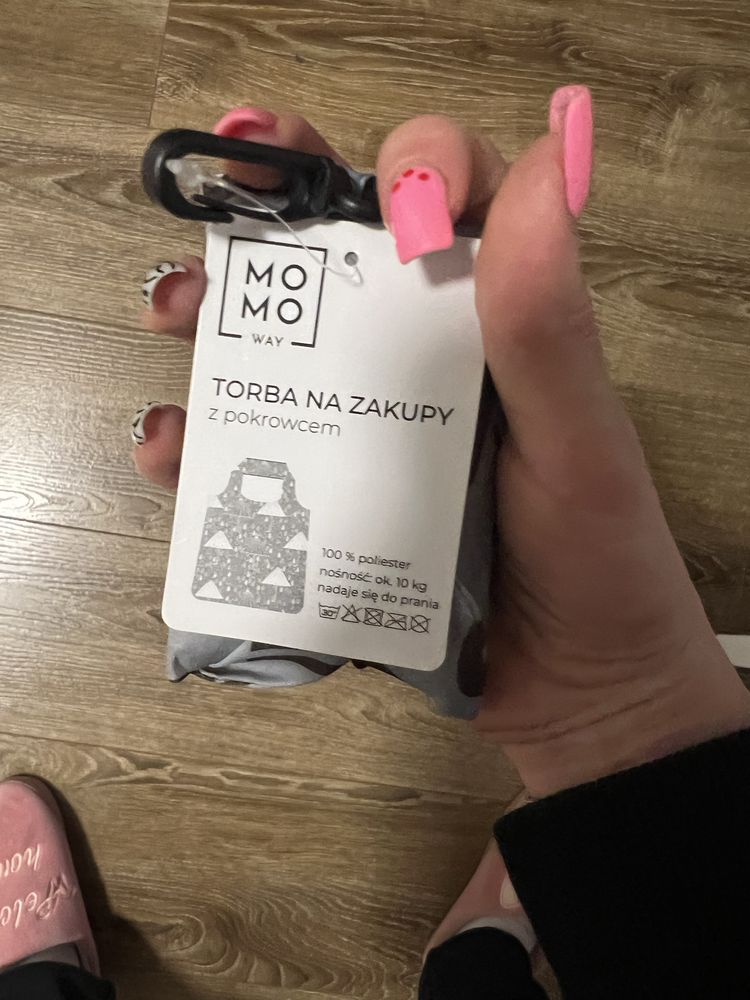 MO
MO
WAY
TORBA NA ZAKUPY
z pokrowcem
100 % poliester
nośność: ok. 10 kg
nadaje się do prania
30°